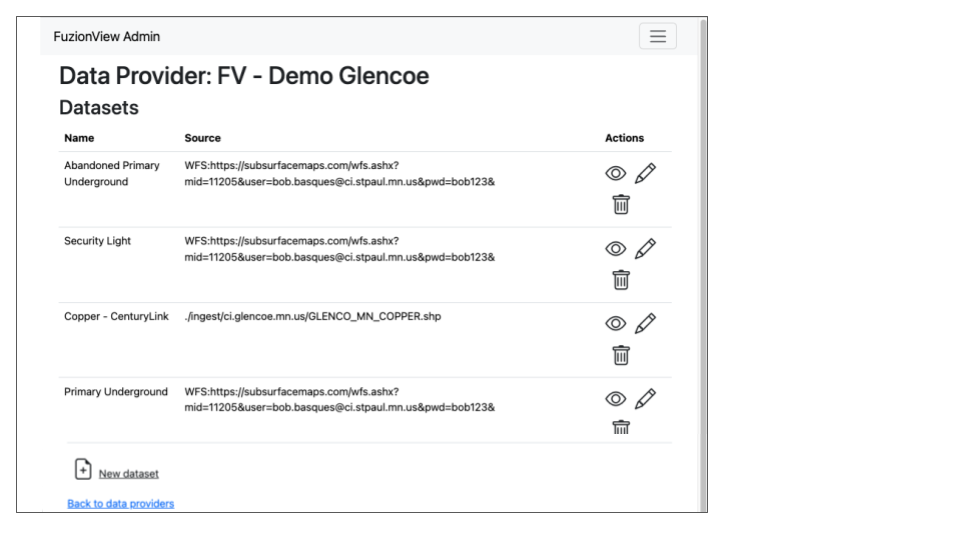 FuzionView Admin
Data Provider: FV - Demo Glencoe
Datasets
Name Source Actions
Abandoned Primary WFS:https://subsurfacemaps.com/wfs.ashx?
Underground mid=11205&user=bob.basques@ci.stpaul.mn.us&pwd=bob123&
Security Light WFS:https://subsurfacemaps.com/wfs.ashx?
mid=11205&user=bob.basques@ci.stpaul.mn.us&pwd=bob123&
Copper - CenturyLink ./ingest/ci.glencoe.mn.us/GLENCO_MN_COPPER.shp
Primary Underground WFS:https://subsurfacemaps.com/wfs.ashx?
mid=11205&user=bob.basques@ci.stpaul.mn.us&pwd=bob123&
New dataset
Back to data providers